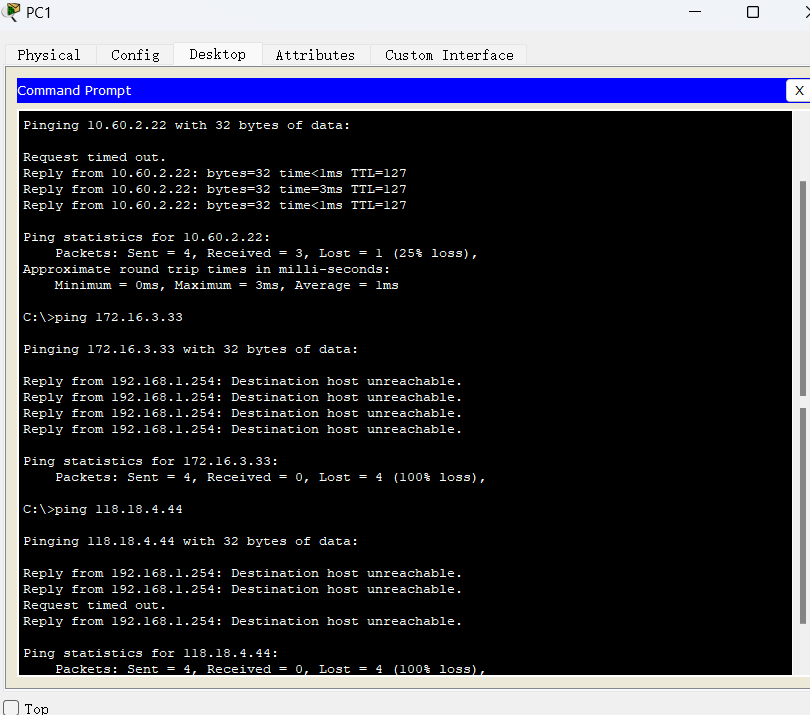 PC1
Physical Config Desktop Attributes Custom Interface
Command Prompt X
Pinging 10.60.2.22 with 32 bytes of data:
Request timed out.
Reply from 10.60.2.22: bytes=32 time<1ms TTL=127
Reply from 10.60.2.22: bytes=32 time=3ms TTL=127
Reply from 10.60.2.22: bytes=32 time<1ms TTL=127
Ping statistics for 10.60.2.22:
Packets: Sent = 4, Received = 3, Lost = 1 (25% loss),
Approximate round trip times in milli-seconds:
Minimum = 0ms, Maximum = 3ms, Average = 1ms
C:\>ping 172.16.3.33
Pinging 172.16.3.33 with 32 bytes of data:
Reply from 192.168.1.254: Destination host unreachable.
Reply from 192.168.1.254: Destination host unreachable.
Reply from 192.168.1.254: Destination host unreachable.
Reply from 192.168.1.254: Destination host unreachable.
Ping statistics for 172.16.3.33:
Packets: Sent = 4, Received = 0, Lost = 4 (100% loss),
C:\>ping 118.18.4.44
Pinging 118.18.4.44 with 32 bytes of data:
Reply from 192.168.1.254: Destination host unreachable.
Reply from 192.168.1.254: Destination host unreachable.
Request timed out.
Reply from 192.168.1.254: Destination host unreachable.
Ping statistics for 118.18.4.44:
Packets: Sent = 4, Received = 0, Lost = 4 (100% loss),
Top